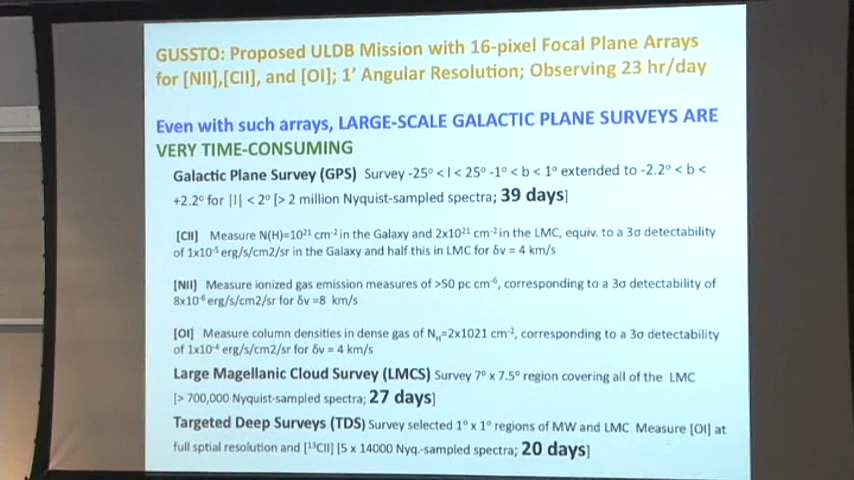 GUSSTO: Proposed ULDB Mission with 16-pixel Focal Plane Arrays
for [NII],[CII], and [OI]; 1’ Angular Resolution; Observing 23 hr/day
Even with such arrays, LARGE-SCALE GALACTIC PLANE SURVEYS ARE
VERY TIME-CONSUMING
Galactic Plane Survey (GPS) Survey -25° < l < 25° -1° < b < 1° extended to -2.2° < b <
+2.2° for |l| < 2° [> 2 million Nyquist-sampled spectra; 39 days]
[CII] Measure N(H)=10²¹ cm⁻² in the Galaxy and 2x10²¹ cm⁻² in the LMC, equiv. to a 3σ detectability
of 1x10⁻⁵ erg/s/cm2/sr in the Galaxy and half this in LMC for δv = 4 km/s
[NII] Measure ionized gas emission measures of >50 pc cm⁻⁶, corresponding to a 3σ detectability of
8x10⁻⁶ erg/s/cm2/sr for δv =8 km/s
[OI] Measure column densities in dense gas of N_H=2x1021 cm⁻², corresponding to a 3σ detectability
of 1x10⁻⁴ erg/s/cm2/sr for δv = 4 km/s
Large Magellanic Cloud Survey (LMCS) Survey 7° x 7.5° region covering all of the LMC
[> 700,000 Nyquist-sampled spectra; 27 days]
Targeted Deep Surveys (TDS) Survey selected 1° x 1° regions of MW and LMC Measure [OI] at
full sptial resolution and [¹³CII] [5 x 14000 Nyq.-sampled spectra; 20 days]